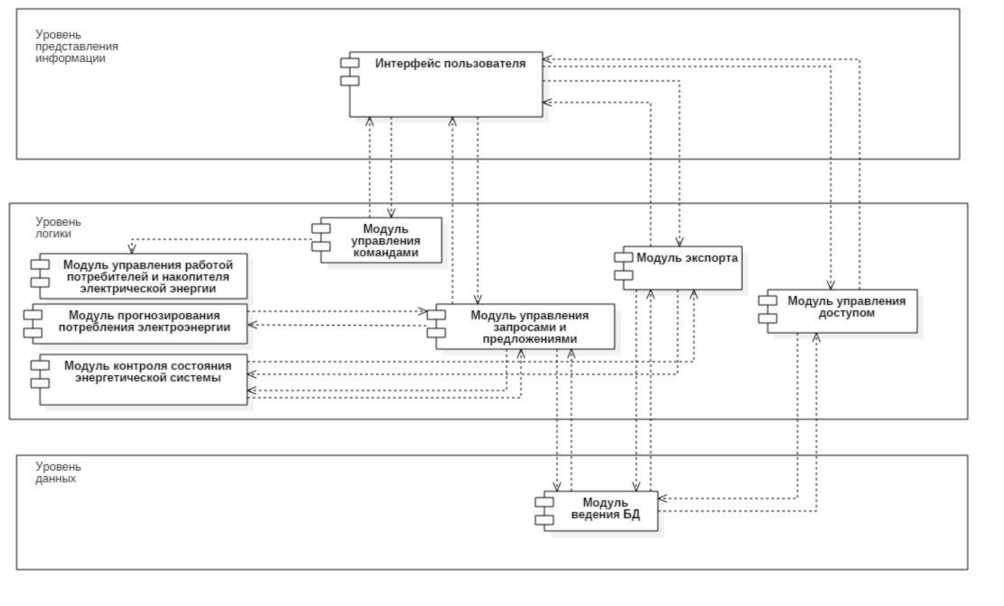 Уровень
представления
информации
Интерфейс пользователя
Уровень
логики
Модуль
управления
командами
Модуль управления работой
потребителей и накопителя
электрической энергии
Модуль экспорта
Модуль прогнозирования
потребления электроэнергии
Модуль управления
запросами и
предложениями
Модуль управления
доступом
Модуль контроля состояния
энергетической системы
Уровень
данных
Модуль
ведения БД